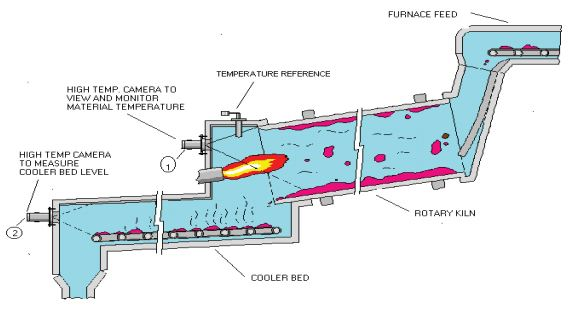 FURNACE FEED
TEMPERATURE REFERENCE
HIGH TEMP. CAMERA TO
VIEW AND MONITOR
MATERIAL TEMPERATURE
HIGH TEMP CAMERA
TO MEASURE
COOLER BED LEVEL
1
2
ROTARY KILN
COOLER BED